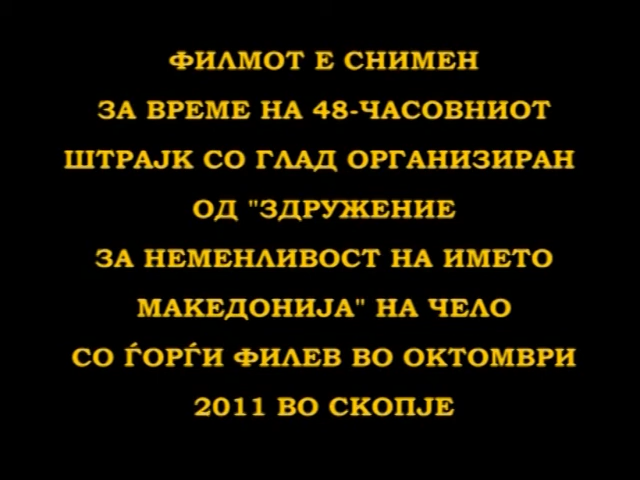 ФИЛМОТ Е СНИМЕН
ЗА ВРЕМЕ НА 48-ЧАСОВНИОТ
ШТРАЈК СО ГЛАД ОРГАНИЗИРАН
ОД "ЗДРУЖЕНИЕ
ЗА НЕМЕНЛИВОСТ НА ИМЕТО
МАКЕДОНИЈА" НА ЧЕЛО
СО ЃОРЃИ ФИЛЕВ ВО ОКТОМВРИ
2011 ВО СКОПЈЕ